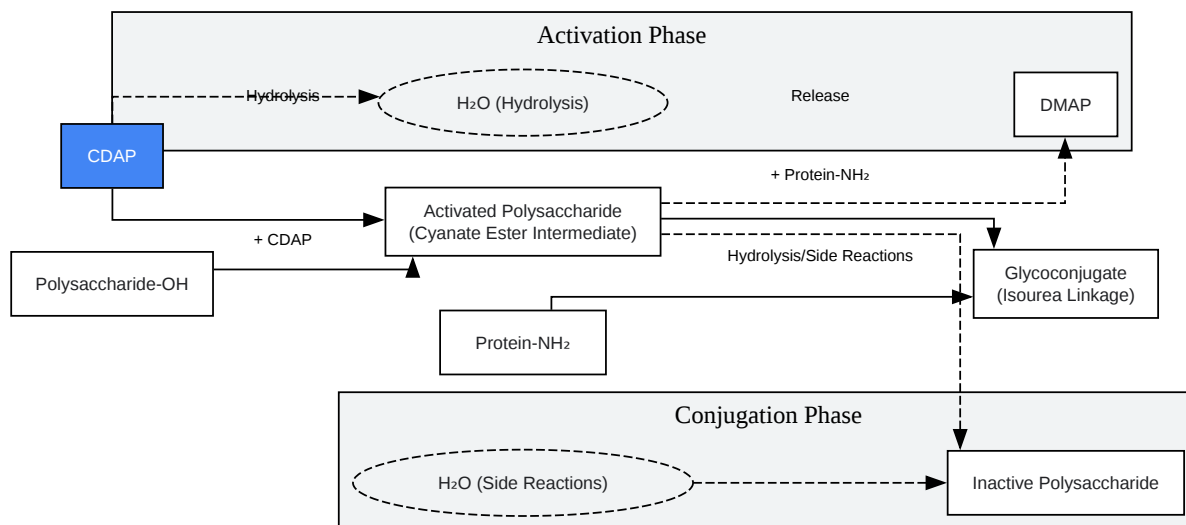 Activation Phase
Hydrolysis
H₂O (Hydrolysis)
Release
DMAP
CDAP
+ Protein-NH₂
Activated Polysaccharide
(Cyanate Ester Intermediate)
+ CDAP
Hydrolysis/Side Reactions
Polysaccharide-OH
Glycoconjugate
(Isourea Linkage)
Protein-NH₂
Conjugation Phase
H₂O (Side Reactions)
Inactive Polysaccharide